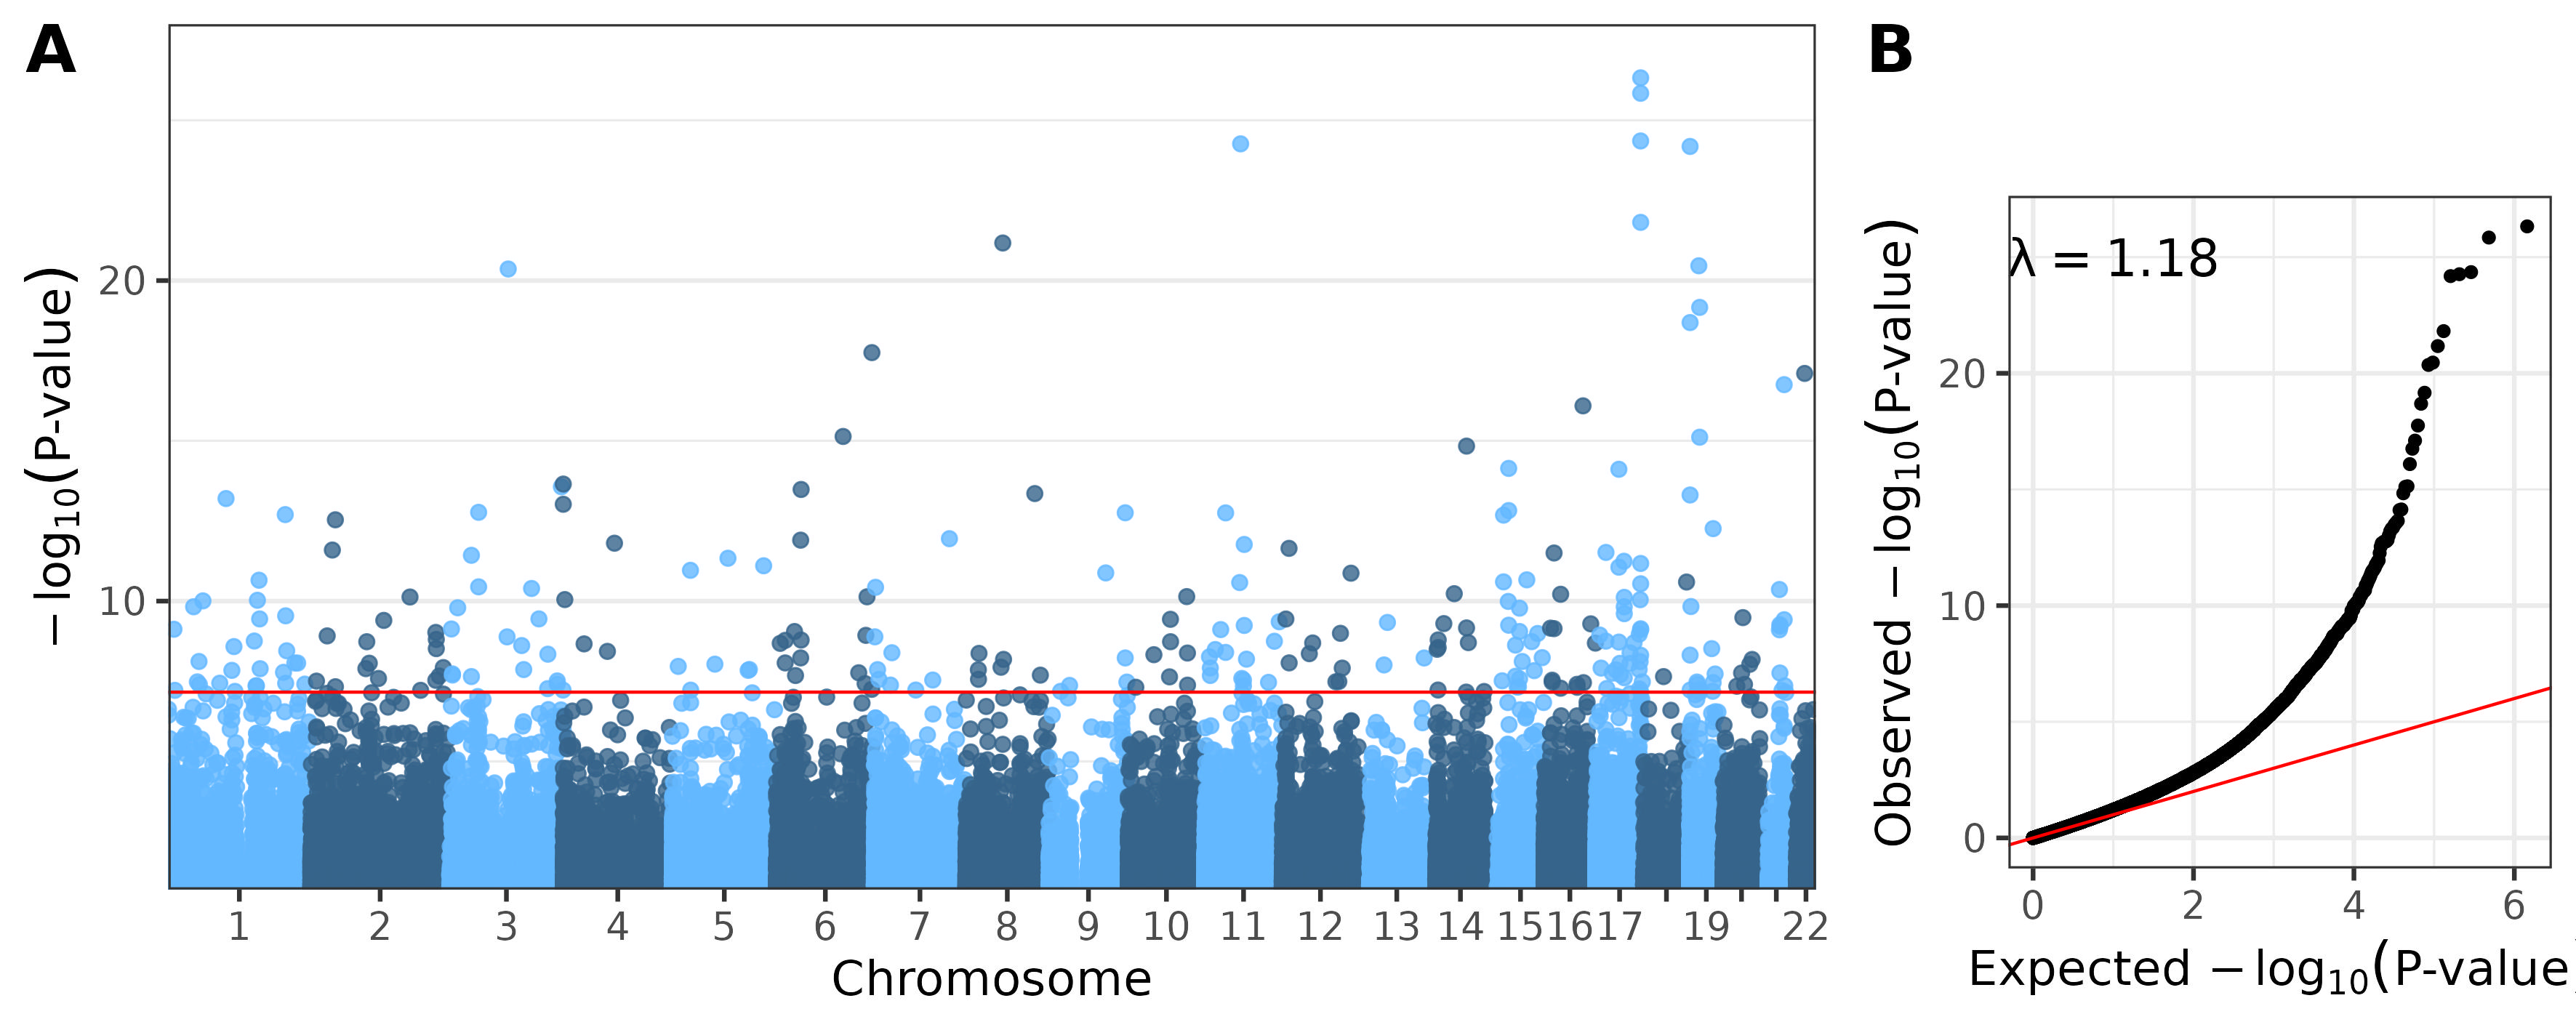 A
B
− log10(P-value)
20
10
1 2 3 4 5 6 7 8 9 10 11 12 13 14 15 16 17 19 22
Chromosome
λ = 1.18
Observed − log10(P-value)
20
10
0
0 2 4 6
Expected − log10(P-value)